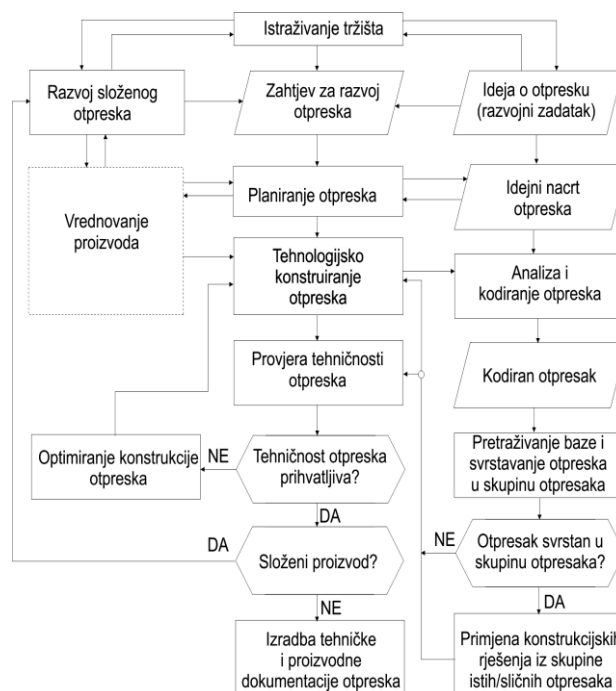 Istraživanje tržišta
Razvoj složenog
otpreska
Zahtjev za razvoj
otpreska
Ideja o otpresku
(razvojni zadatak)
Vrednovanje
proizvoda
Planiranje otpreska
Idejni nacrt
otpreska
Tehnologijsko
konstruiranje
otpreska
Analiza i
kodiranje otpreska
Provjera tehničnosti
otpreska
Kodiran otpresak
Optimiranje konstrukcije
otpreska
NE
Tehničnost otpreska
prihvatljiva?
Pretraživanje baze i
svrstavanje otpreska
u skupinu otpresaka
DA
DA
Složeni proizvod?
NE
Otpresak svrstan u
skupinu otpresaka?
NE
DA
Izradba tehničke
i proizvodne
dokumentacije otpreska
Primjena konstrukcijskih
rješenja iz skupine
istih/sličnih otpresaka